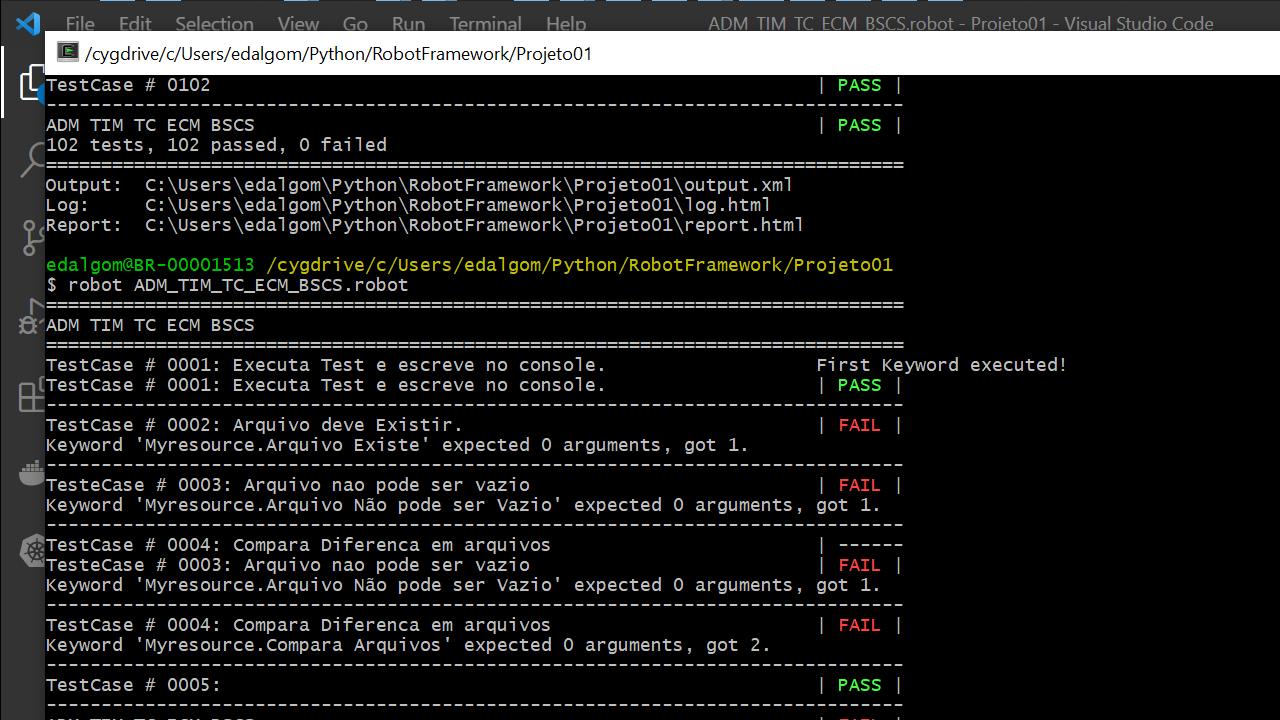 File Edit Selection View Go Run Terminal Help ADM_TIM_TC_ECM_BSCS.robot - Projeto01 - Visual Studio Code
/cygdrive/c/Users/edalgom/Python/RobotFramework/Projeto01
TestCase # 0102 | PASS |
------------------------------------------------------------------------------
ADM TIM TC ECM BSCS | PASS |
102 tests, 102 passed, 0 failed
==============================================================================
Output: C:\Users\edalgom\Python\RobotFramework\Projeto01\output.xml
Log: C:\Users\edalgom\Python\RobotFramework\Projeto01\log.html
Report: C:\Users\edalgom\Python\RobotFramework\Projeto01\report.html
edalgom@BR-00001513 /cygdrive/c/Users/edalgom/Python/RobotFramework/Projeto01
$ robot ADM_TIM_TC_ECM_BSCS.robot
==============================================================================
ADM TIM TC ECM BSCS
==============================================================================
TestCase # 0001: Executa Test e escreve no console. First Keyword executed!
TestCase # 0001: Executa Test e escreve no console. | PASS |
------------------------------------------------------------------------------
TestCase # 0002: Arquivo deve Existir. | FAIL |
Keyword 'Myresource.Arquivo Existe' expected 0 arguments, got 1.
------------------------------------------------------------------------------
TesteCase # 0003: Arquivo nao pode ser vazio | FAIL |
Keyword 'Myresource.Arquivo Não pode ser Vazio' expected 0 arguments, got 1.
------------------------------------------------------------------------------
TestCase # 0004: Compara Diferenca em arquivos | ------
TesteCase # 0003: Arquivo nao pode ser vazio | FAIL |
Keyword 'Myresource.Arquivo Não pode ser Vazio' expected 0 arguments, got 1.
------------------------------------------------------------------------------
TestCase # 0004: Compara Diferenca em arquivos | FAIL |
Keyword 'Myresource.Compara Arquivos' expected 0 arguments, got 2.
------------------------------------------------------------------------------
TestCase # 0005: | PASS |
------------------------------------------------------------------------------